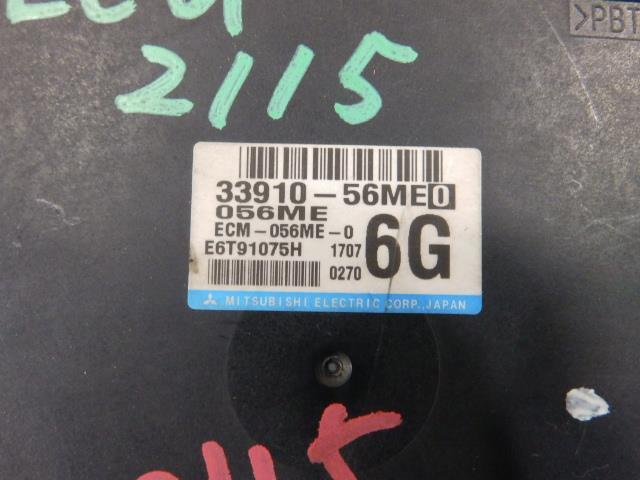 2115
>PBT
33910-56ME0
056ME
ECM-056ME-0
E6T91075H 1707
6G
0270
MITSUBISHI ELECTRIC CORP.,JAPAN